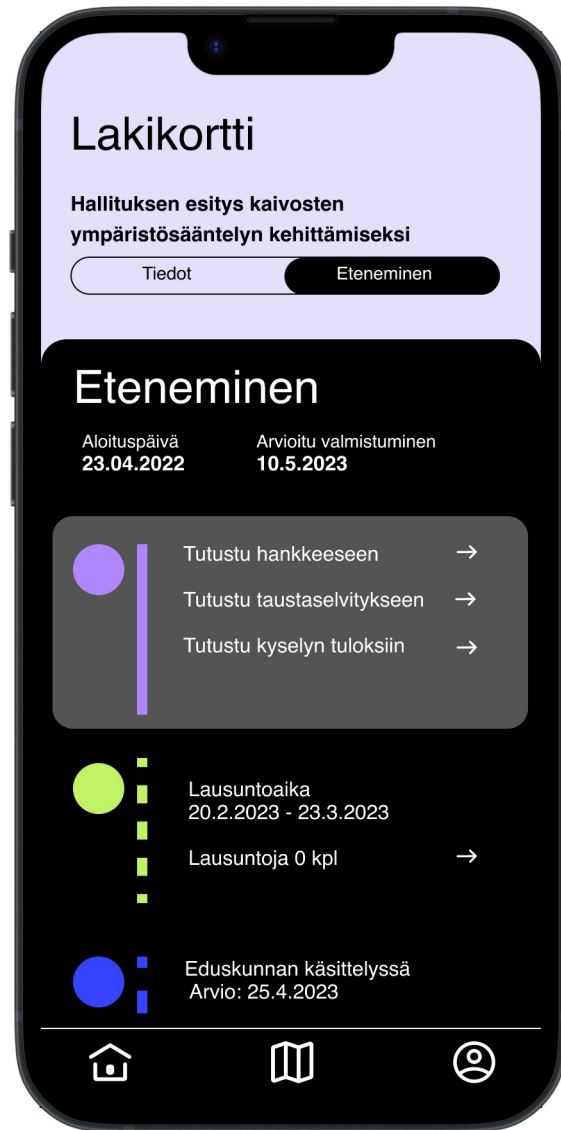 Lakikortti
Hallituksen esitys kaivosten
ympäristösääntelyn kehittämiseksi
Tiedot
Eteneminen
Eteneminen
Aloituspäivä
23.04.2022
Arvioitu valmistuminen
10.5.2023
Tutustu hankkeeseen
Tutustu taustaselvitykseen
Tutustu kyselyn tuloksiin
Lausuntoaika
20.2.2023 - 23.3.2023
Lausuntoja 0 kpl
Eduskunnan käsittelyssä
Arvio: 25.4.2023